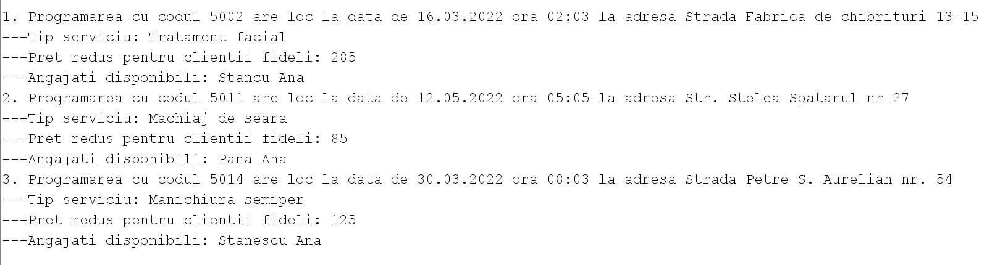 1. Programarea cu codul 5002 are loc la data de 16.03.2022 ora 02:03 la adresa Strada Fabrica de chibrituri 13-15
---Tip serviciu: Tratament facial
---Pret redus pentru clientii fideli: 285
---Angajati disponibili: Stancu Ana
2. Programarea cu codul 5011 are loc la data de 12.05.2022 ora 05:05 la adresa Str. Stelea Spatarul nr 27
---Tip serviciu: Machiaj de seara
---Pret redus pentru clientii fideli: 85
---Angajati disponibili: Pana Ana
3. Programarea cu codul 5014 are loc la data de 30.03.2022 ora 08:03 la adresa Strada Petre S. Aurelian nr. 54
---Tip serviciu: Manichiura semiper
---Pret redus pentru clientii fideli: 125
---Angajati disponibili: Stanescu Ana